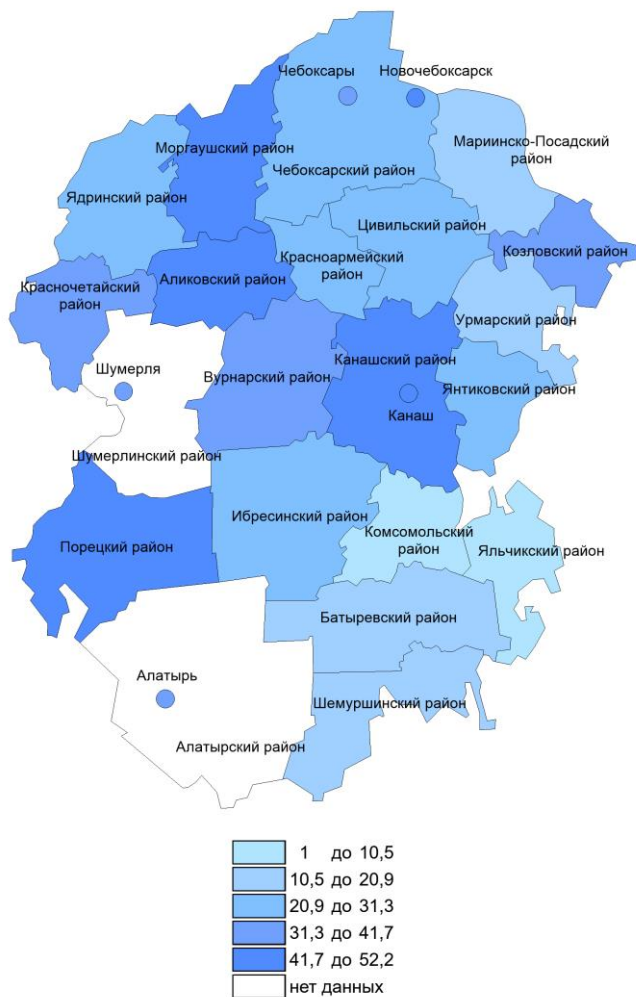 Чебоксары
Новочебоксарск
Мариинско-Посадский
район
Моргаушский район
Чебоксарский район
Ядринский район
Цивильский район
Козловский район
Красноармейский
район
Аликовский район
Красночетайский
район
Урмарский район
Канашский район
Шумерля
Вурнарский район
Янтиковский район
Канаш
Шумерлинский район
Ибресинский район
Комсомольский
район
Порецкий район
Яльчикский район
Батыревский район
Алатырь
Шемуршинский район
Алатырский район
1 до 10,5
10,5 до 20,9
20,9 до 31,3
31,3 до 41,7
41,7 до 52,2
нет данных